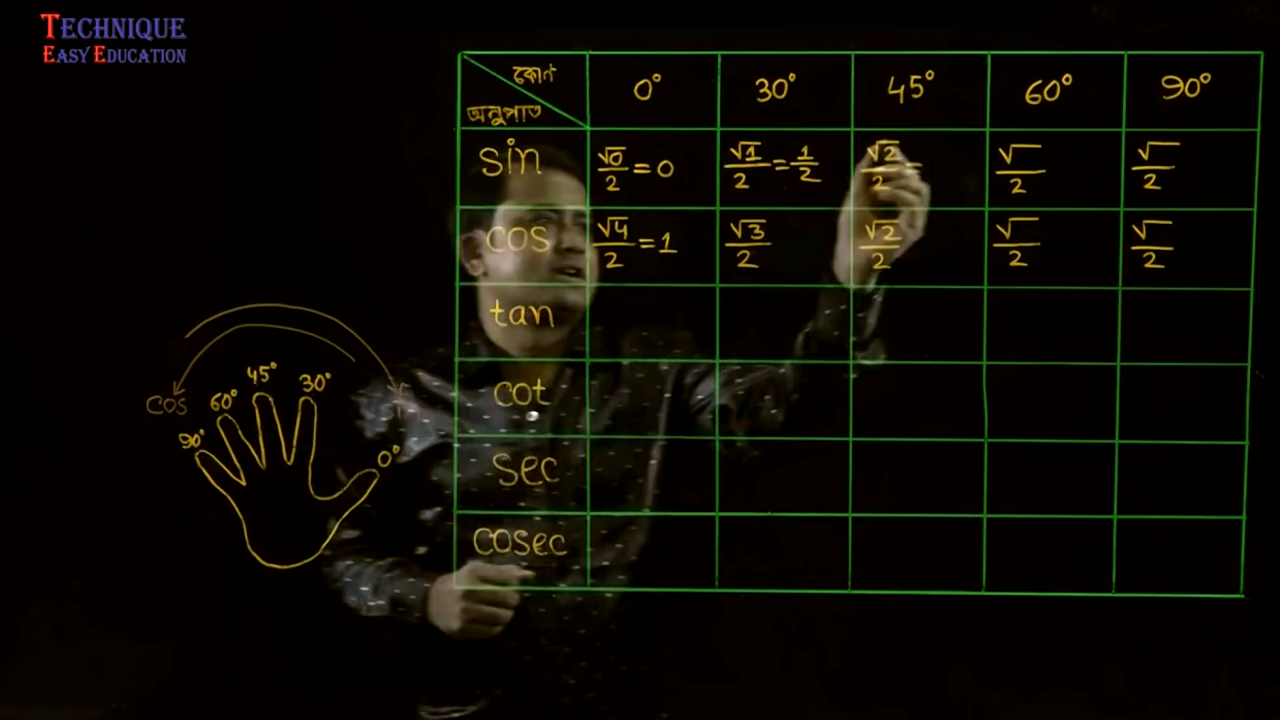 TECHNIQUE
EASY EDUCATION
কোণ 0° 30° 45° 60° 90°
অনুপাত
sin √0/2 = 0 √1/2 = 1/2 √2/2 = √/2 √/2
cos √4/2 = 1 √3/2 √2/2 √/2 √/2
tan
cot
sec
cosec
cos 90° 60° 45° 30° 0°